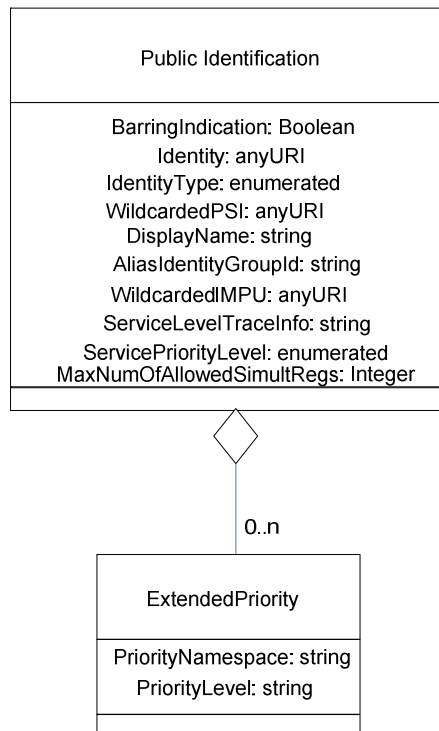 Public Identification
BarringIndication: Boolean
Identity: anyURI
IdentityType: enumerated
WildcardedPSI: anyURI
DisplayName: string
AliasIdentityGroupId: string
WildcardedIMPU: anyURI
ServiceLevelTraceInfo: string
ServicePriorityLevel: enumerated
MaxNumOfAllowedSimultRegs: Integer
0..n
ExtendedPriority
PriorityNamespace: string
PriorityLevel: string